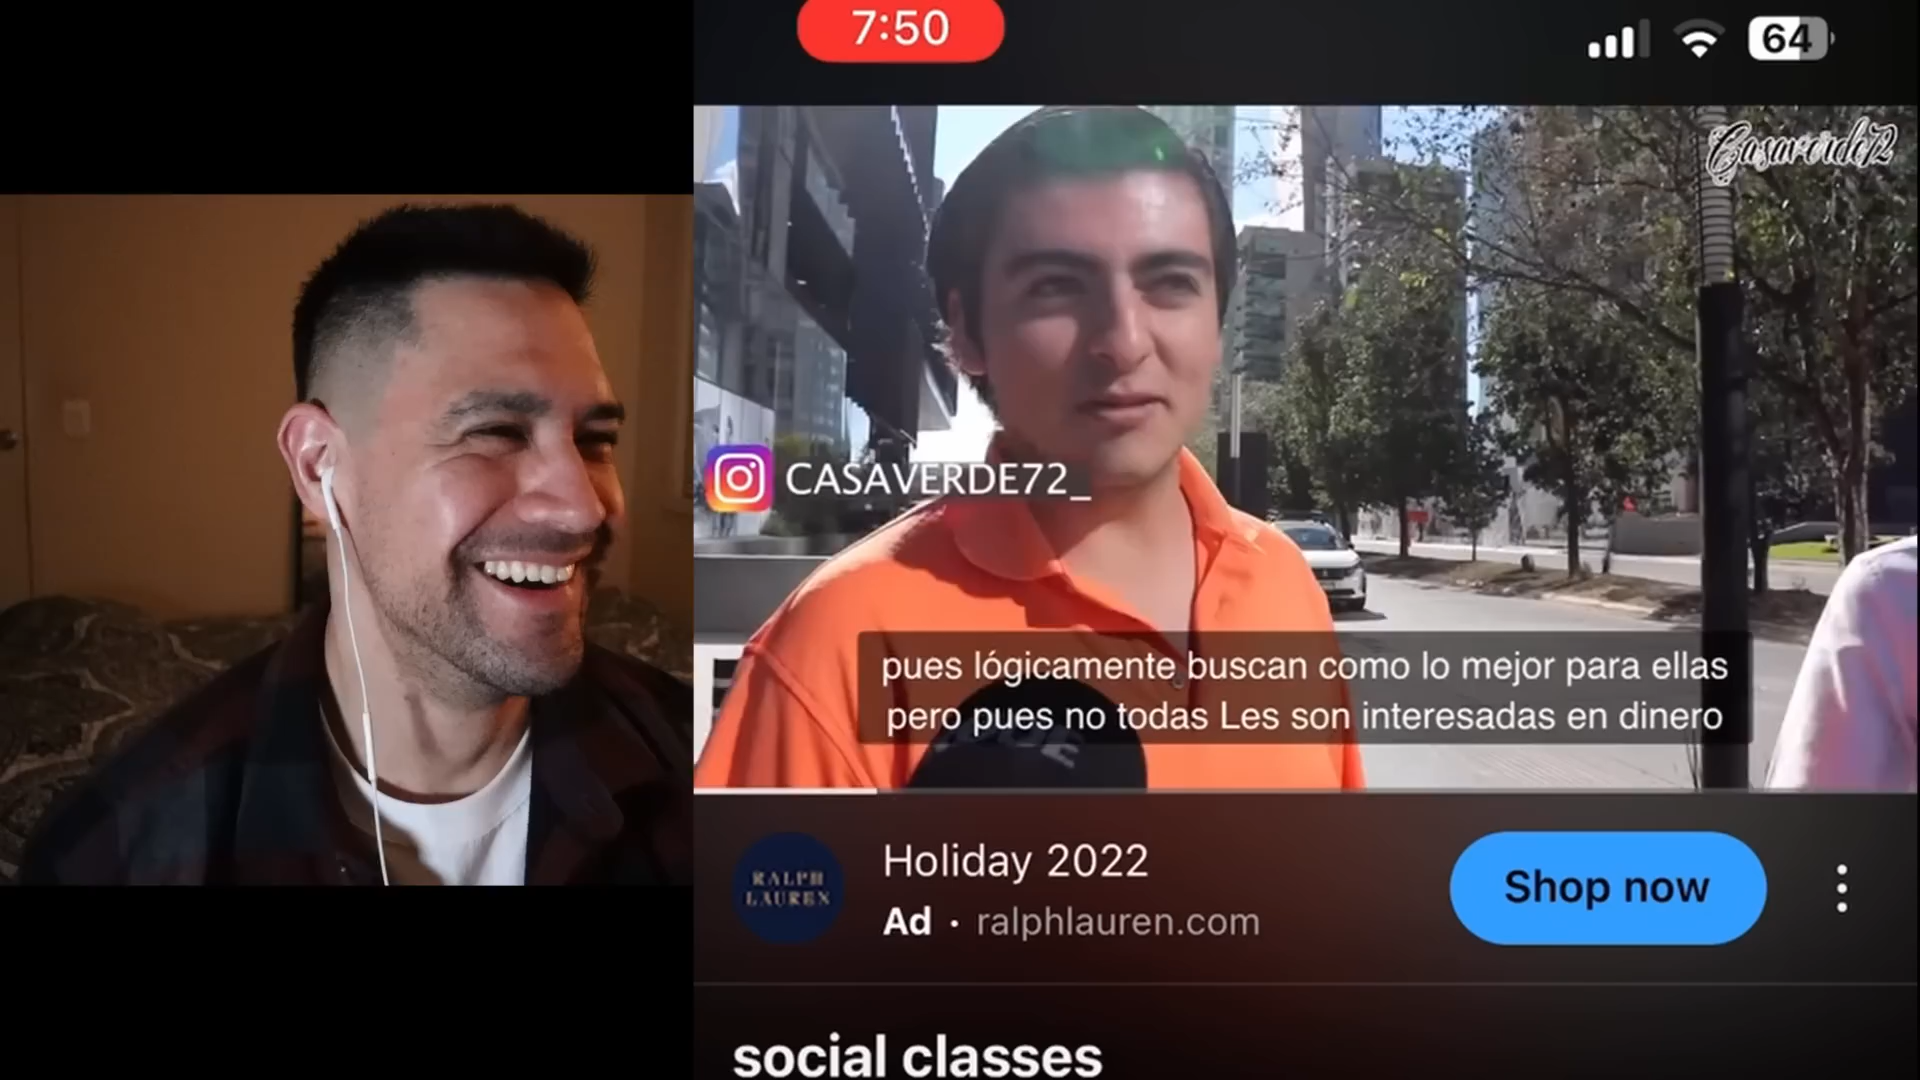 7:50
64
Casaverde72
CASAVERDE72_
pues lógicamente buscan como lo mejor para ellas
pero pues no todas Les son interesadas en dinero
RALPH
LAUREN
Holiday 2022
Ad · ralphlauren.com
Shop now
social classes